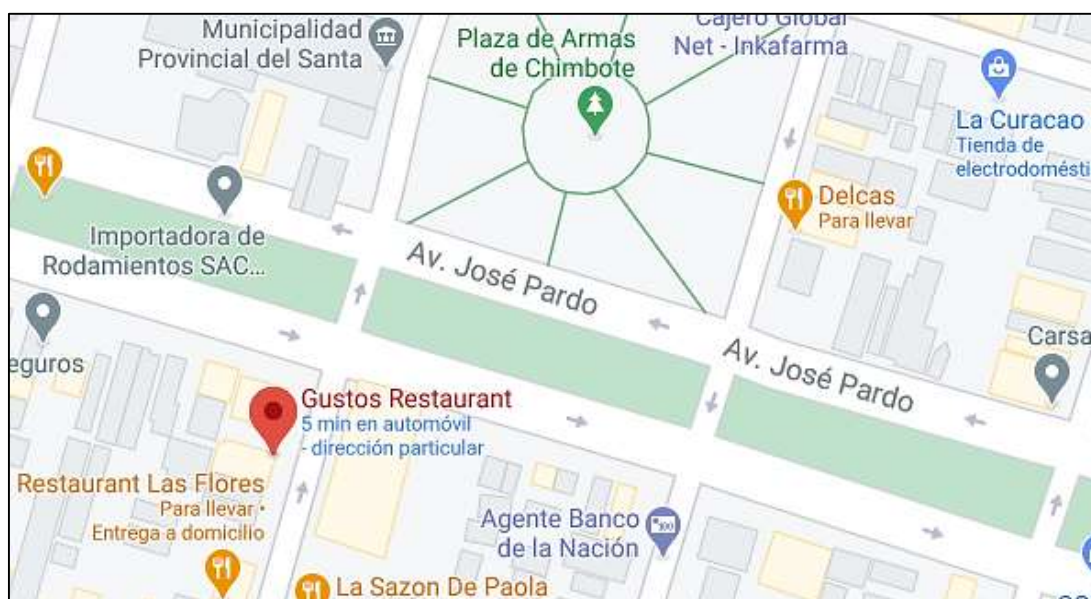 Municipalidad
Provincial del Santa
Plaza de Armas
de Chimbote
Cajero Global
Net - Inkafarma
La Curacao
Tienda de
electrodomésti
Delcas
Para llevar
Importadora de
Rodamientos SAC...
Av. José Pardo
Av. José Pardo
Carsa
eguros
Gustos Restaurant
5 min en automóvil
- dirección particular
Restaurant Las Flores
Para llevar •
Entrega a domicilio
Agente Banco
de la Nación
La Sazon De Paola